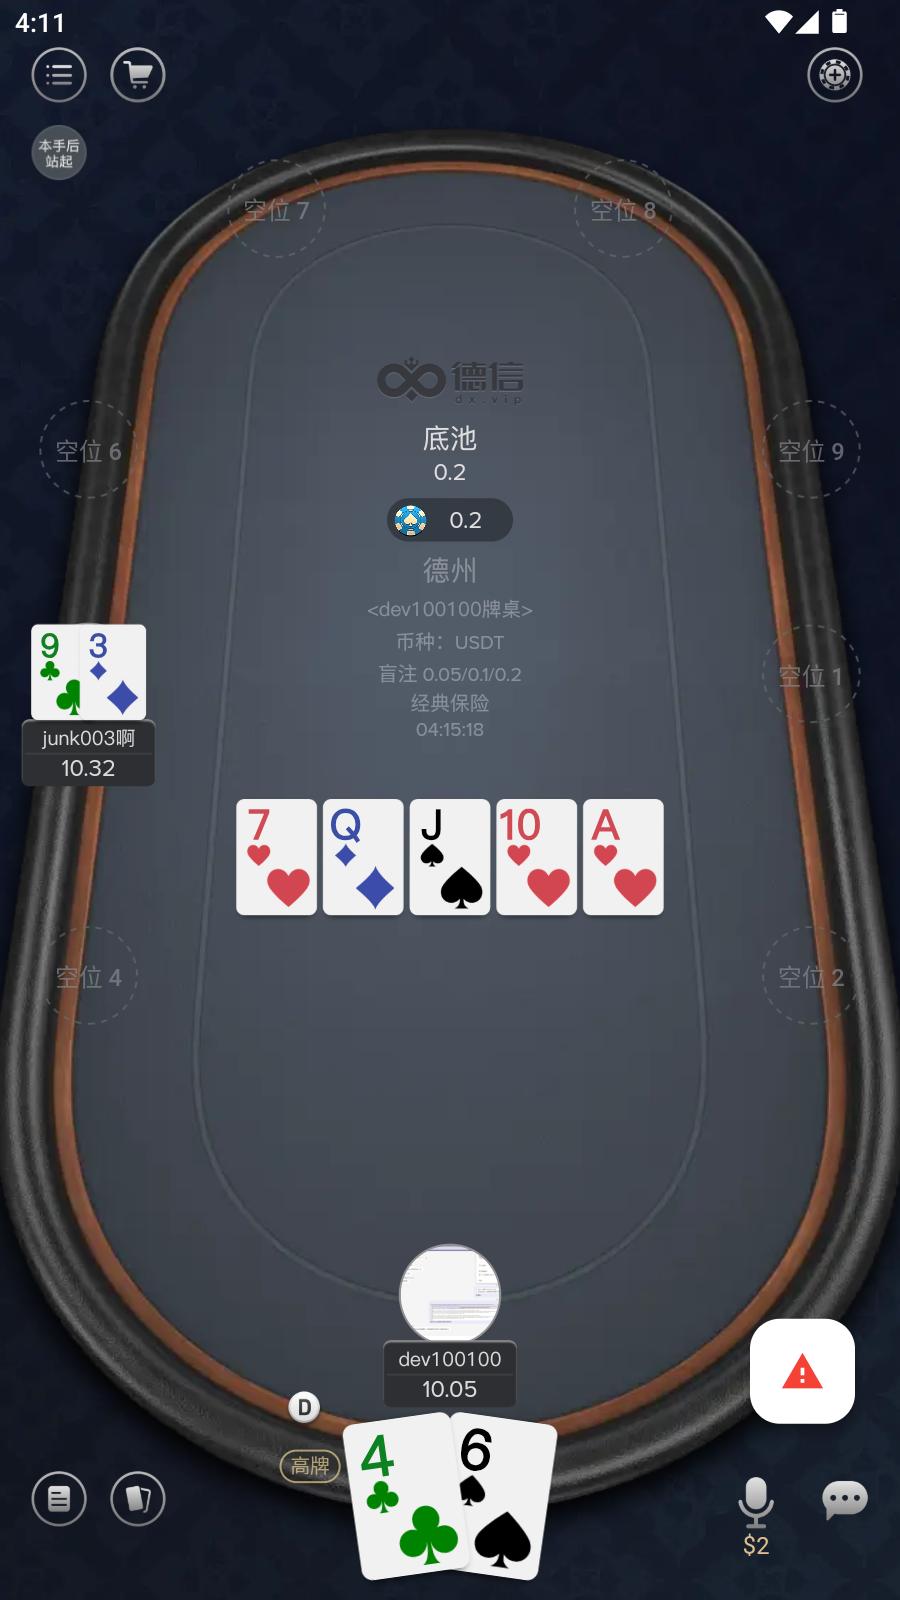 4:11
本手后
站起
空位 7
空位 8
德信
dx.vip
底池
0.2
空位 6
空位 9
0.2
德州
<dev100100牌桌>
币种：USDT
盲注 0.05/0.1/0.2
经典保险
04:15:18
空位 1
9 3
junk003啊
10.32
7 Q J 10 A
空位 4
空位 2
dev100100
10.05
D
高牌
4 6
$2